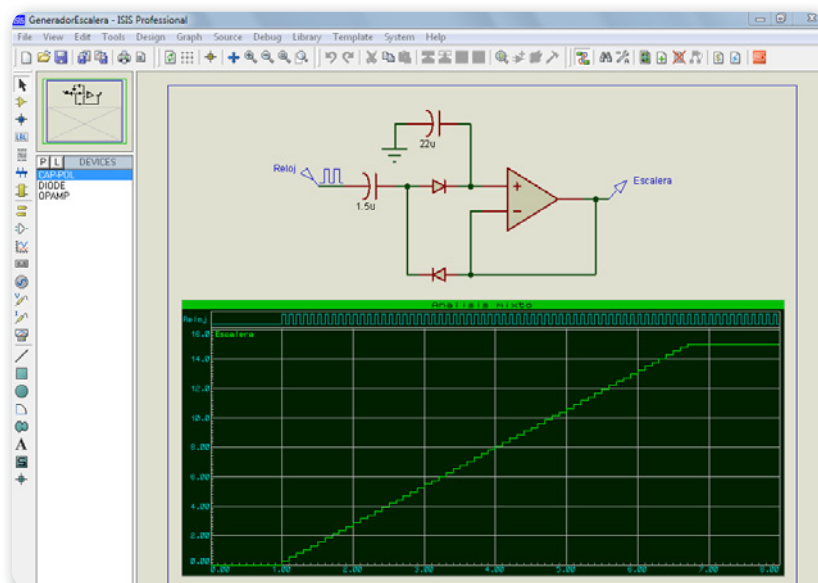 GeneradorEscalera - ISIS Professional
File View Edit Tools Design Graph Source Debug Library Template System Help
P L DEVICES
CAP-POL
DIODE
OPAMP
LBL
A
22u
Reloj
1.5u
+
−
Escalera
Analisis mixto
Reloj
16.0
Escalera
14.0
12.0
10.0
8.00
6.00
4.00
2.00
0.00
0.00 1.00 2.00 3.00 4.00 5.00 6.00 7.00 8.00